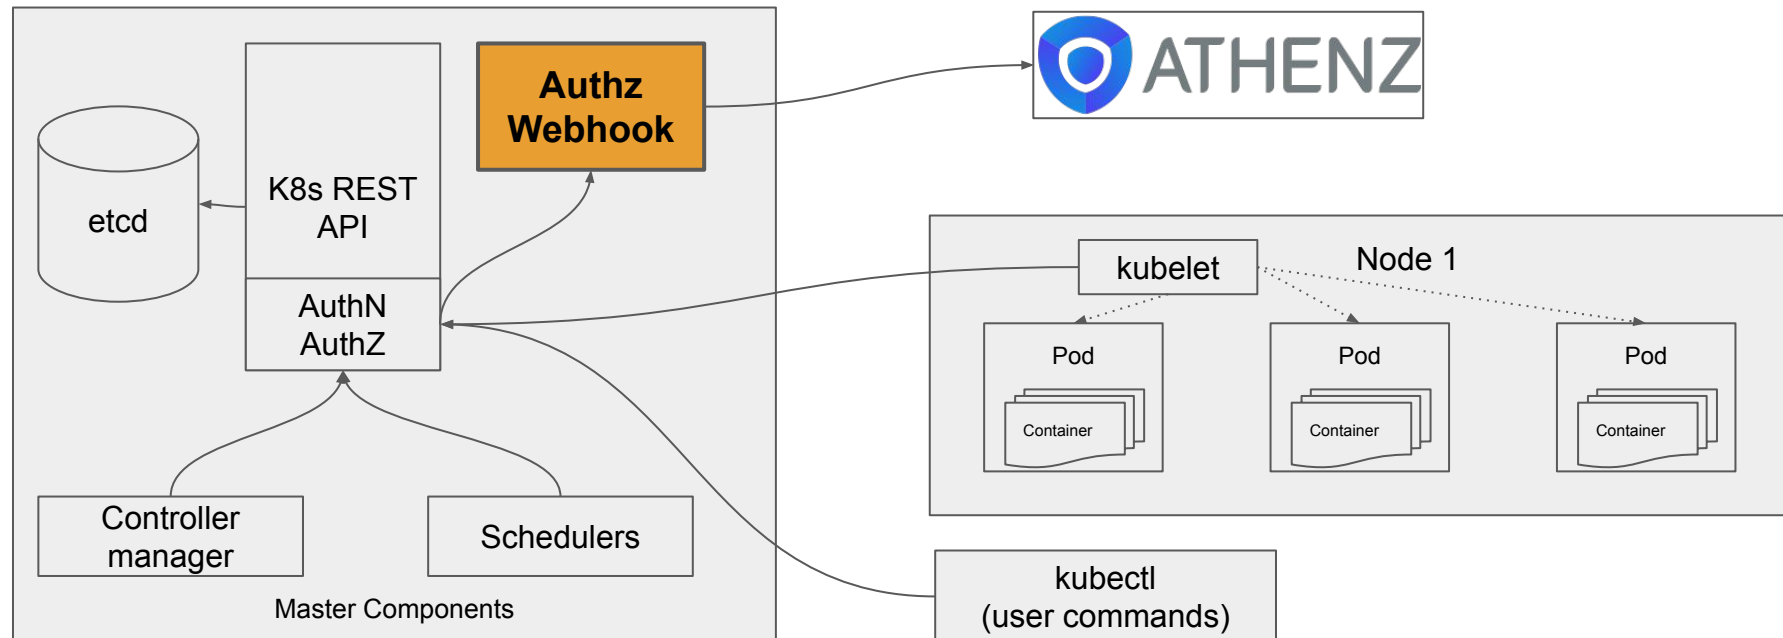 Authz
Webhook
ATHENZ
etcd
K8s REST
API
AuthN
AuthZ
Controller
manager
Schedulers
Master Components
kubelet
Node 1
Pod
Container
Pod
Container
Pod
Container
kubectl
(user commands)